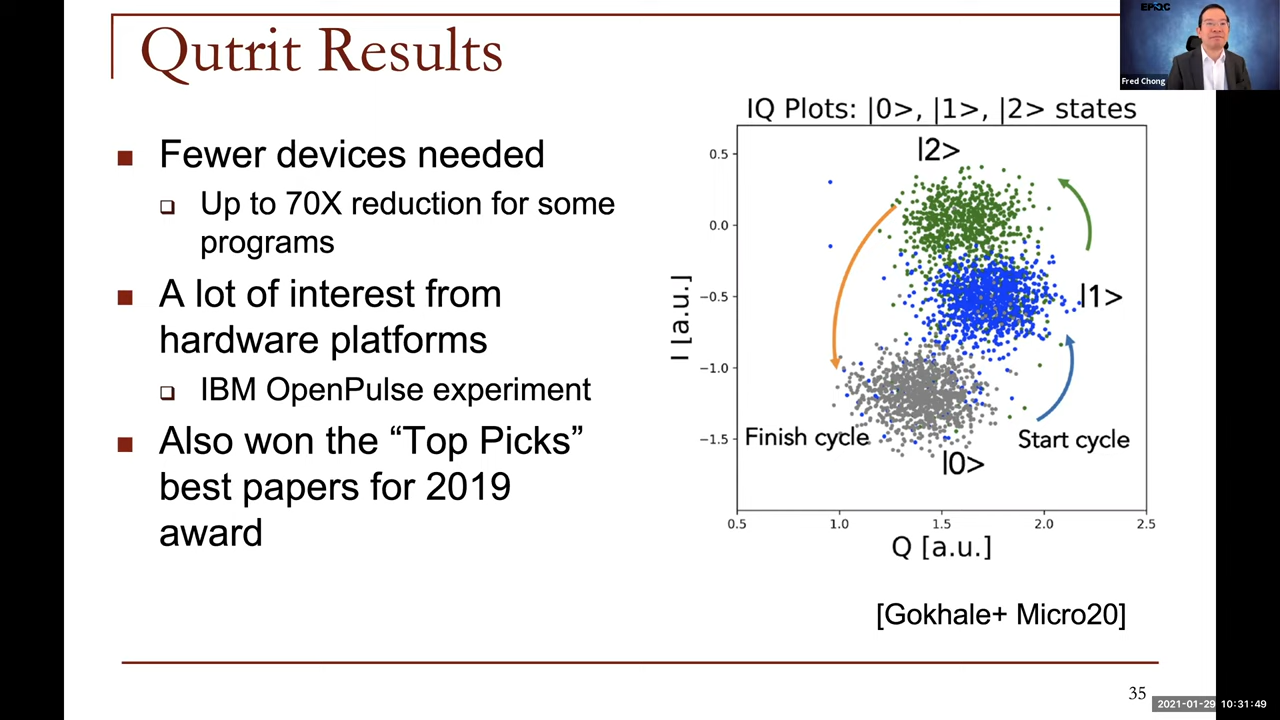 Qutrit Results
EPiQC
Fred Chong
Fewer devices needed
Up to 70X reduction for some
programs
A lot of interest from
hardware platforms
IBM OpenPulse experiment
Also won the “Top Picks”
best papers for 2019
award
IQ Plots: |0>, |1>, |2> states
|2>
|1>
|0>
Finish cycle
Start cycle
I [a.u.]
0.5
0.0
−0.5
−1.0
−1.5
0.5 1.0 1.5 2.0 2.5
Q [a.u.]
[Gokhale+ Micro20]
35
2021-01-29 10:31:49